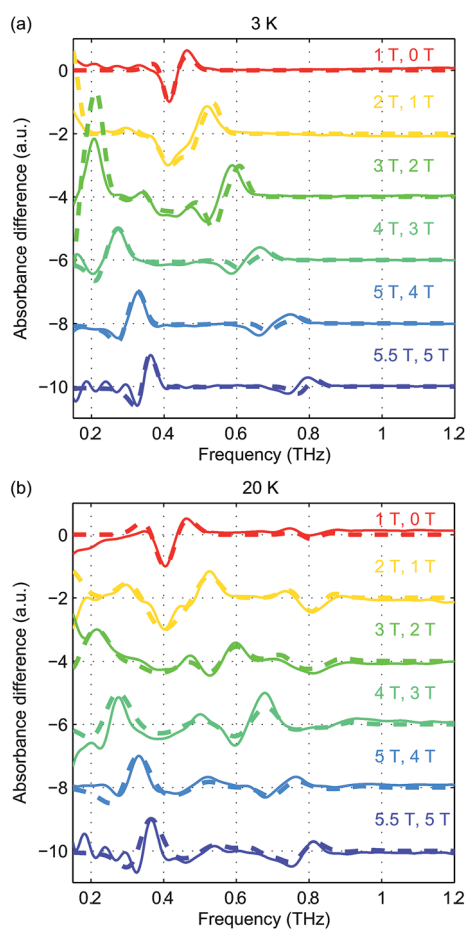 (a)
3 K
1 T, 0 T
2 T, 1 T
3 T, 2 T
4 T, 3 T
5 T, 4 T
5.5 T, 5 T
0
−2
−4
−6
−8
−10
Absorbance difference (a.u.)
0.2 0.4 0.6 0.8 1.0 1.2
Frequency (THz)
(b)
20 K
1 T, 0 T
2 T, 1 T
3 T, 2 T
4 T, 3 T
5 T, 4 T
5.5 T, 5 T
0
−2
−4
−6
−8
−10
Absorbance difference (a.u.)
0.2 0.4 0.6 0.8 1.0 1.2
Frequency (THz)